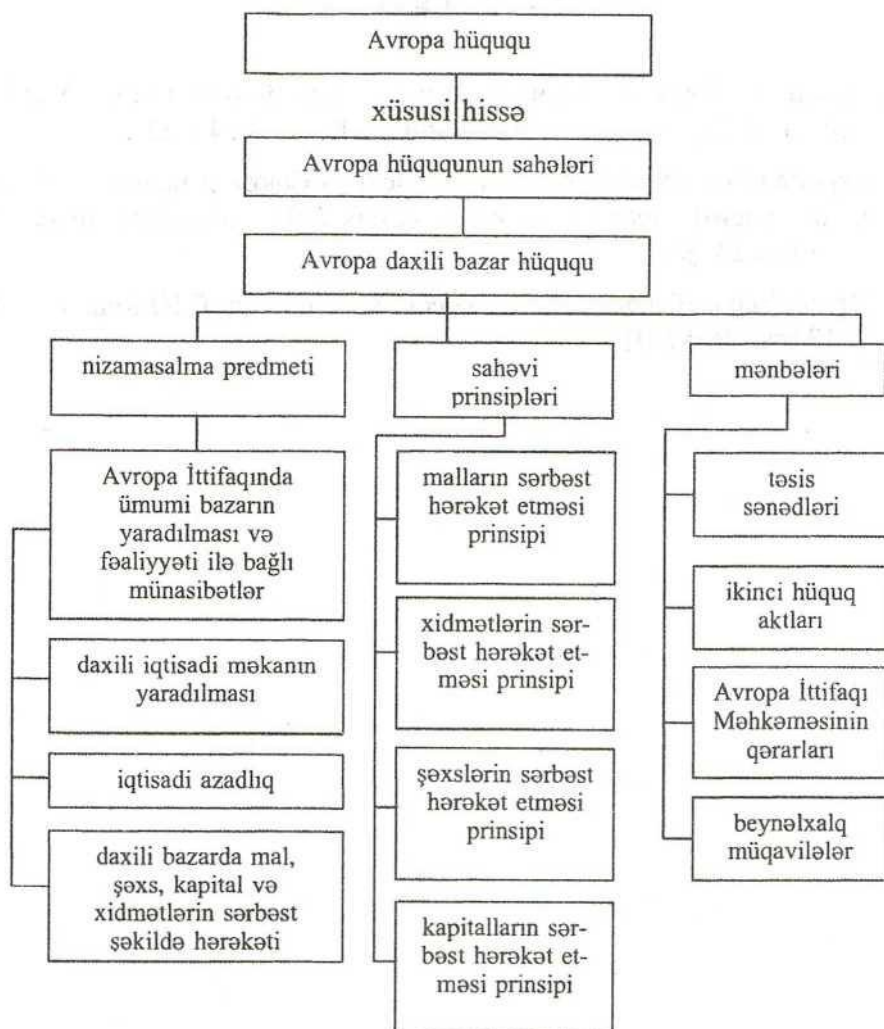 Avropa hüququ
xüsusi hissə
Avropa hüququnun sahələri
Avropa daxili bazar hüququ
nizamasalma predmeti
Avropa İttifaqında
ümumi bazarın
yaradılması və
fəaliyyəti ilə bağlı
münasibətlər
daxili iqtisadi məkanın
yaradılması
iqtisadi azadlıq
daxili bazarda mal,
şəxs, kapital və
xidmətlərin sərbəst
şəkildə hərəkəti
sahəvi
prinsipləri
malların sərbəst
hərəkət etməsi
prinsipi
xidmətlərin sər-
bəst hərəkət et-
məsi prinsipi
şəxslərin sərbəst
hərəkət etməsi
prinsipi
kapitalların sər-
bəst hərəkət et-
məsi prinsipi
mənbələri
təsis
sənədləri
ikinci hüquq
aktları
Avropa İttifaqı
Məhkəməsinin
qərarları
beynəlxalq
müqavilələr